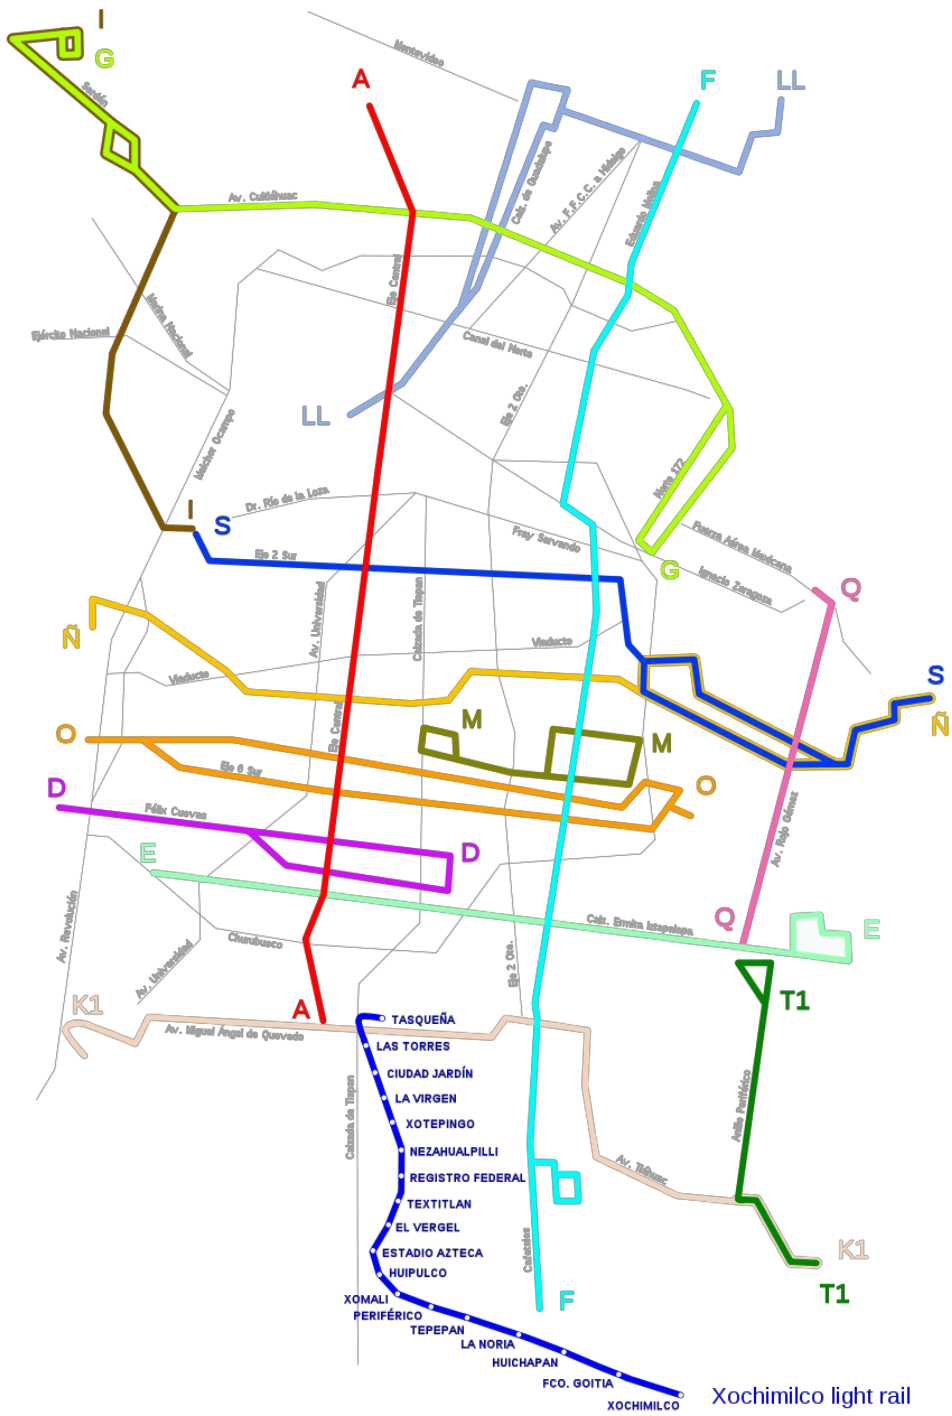 I
G
A
F
LL
Montevideo
Serdán
Calz. de Guadalupe
Av. F.F.C.C. a Hidalgo
Av. Cuitláhuac
Eduardo Molina
Eje Central
Marina Nacional
Ejército Nacional
Canal del Norte
Eje 2 Ote.
LL
Melchor Ocampo
Norte 172
Dr. Río de la Loza
I
S
Fray Servando
Fuerza Aérea Mexicana
Eje 2 Sur
G
Ignacio Zaragoza
Q
Av. Universidad
Calzada de Tlapan
Ñ
Viaducto
Viaducto
S
Ñ
M
O
Eje Central
M
Eje 6 Sur
D
O
Félix Cuevas
Av. Rojo Gómez
E
D
Av. Revolución
Q
Calz. Ermita Iztapalapa
E
Churubusco
Av. Universidad
Eje 2 Ote.
K1
A
T1
Av. Miguel Ángel de Quevedo
TASQUEÑA
LAS TORRES
CIUDAD JARDÍN
LA VIRGEN
Calzada de Tlapan
XOTEPINGO
Anillo Periférico
NEZAHUALPILLI
REGISTRO FEDERAL
Av. Tláhuac
TEXTITLAN
EL VERGEL
Cafetales
ESTADIO AZTECA
K1
HUIPULCO
XOMALI
F
T1
PERIFÉRICO
TEPEPAN
LA NORIA
HUICHAPAN
FCO. GOITIA
XOCHIMILCO
Xochimilco light rail